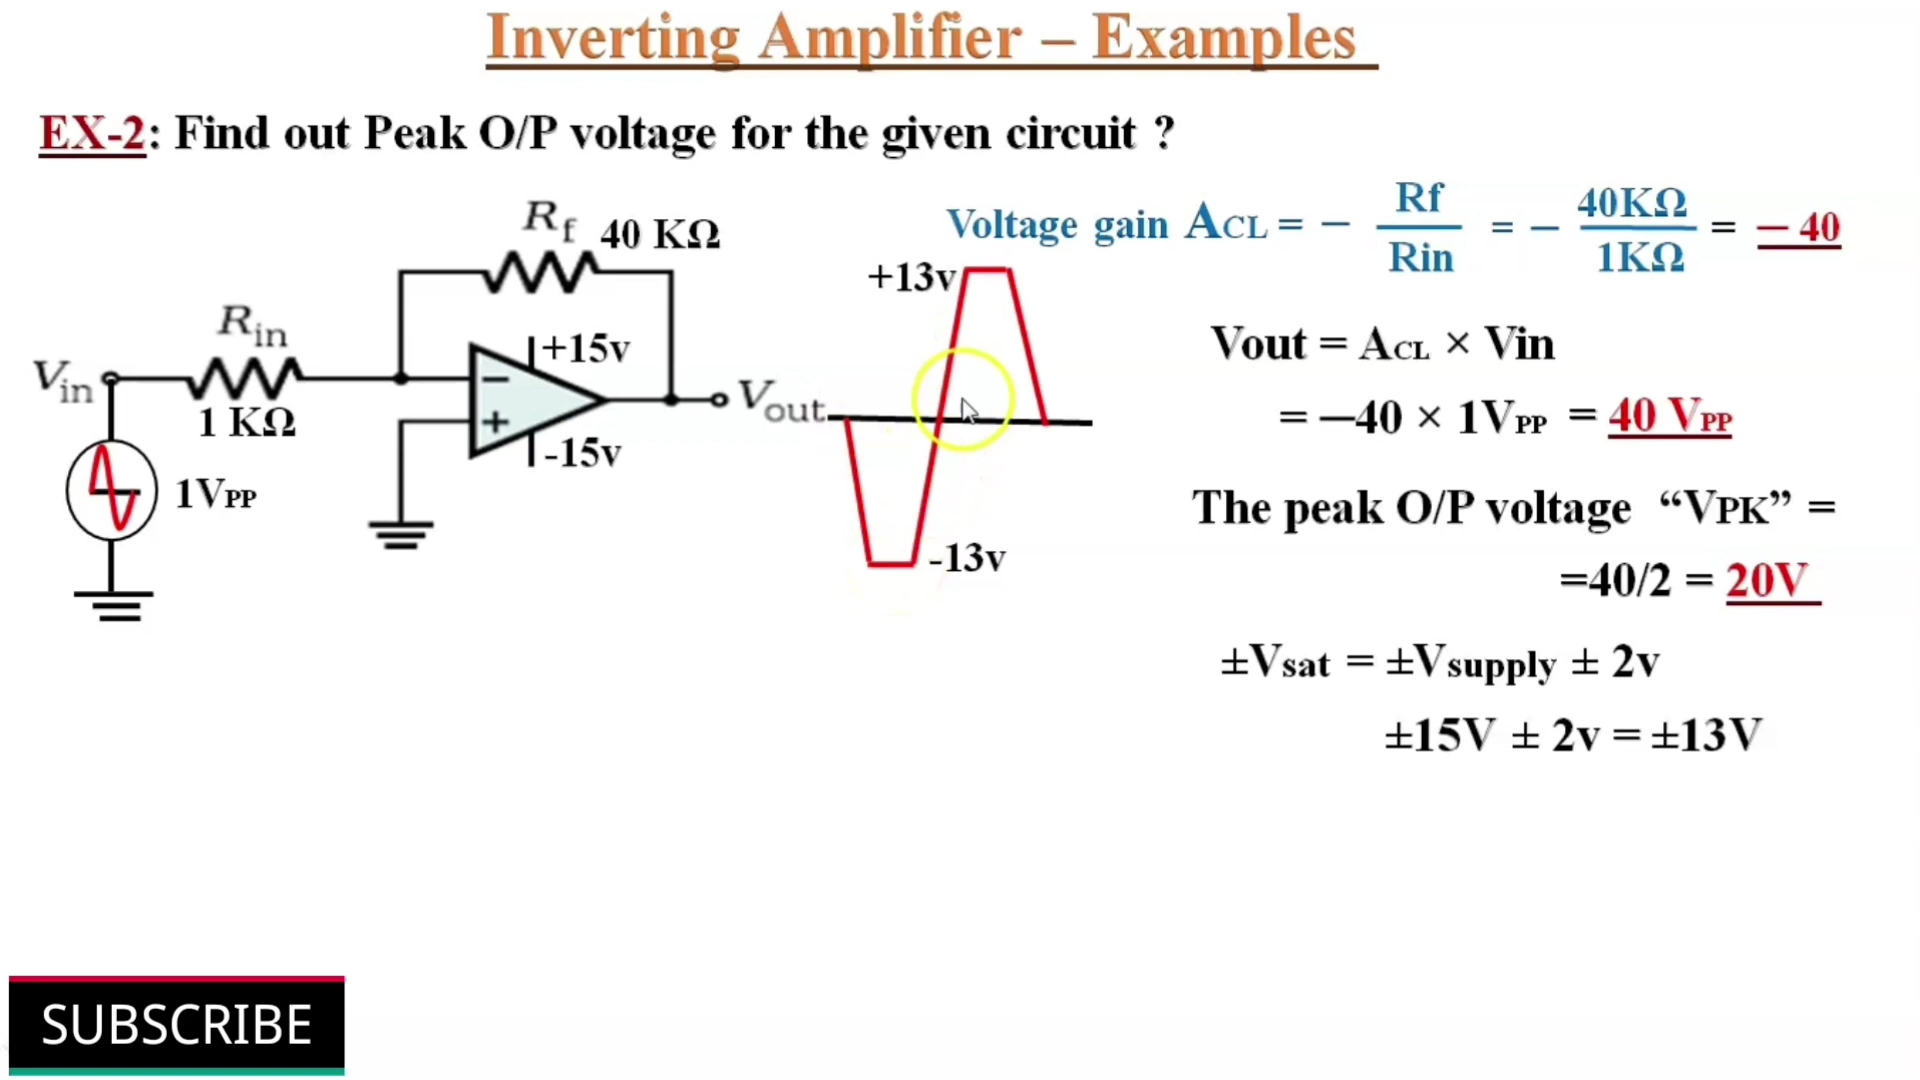 Inverting Amplifier – Examples
EX-2: Find out Peak O/P voltage for the given circuit ?
Rf 40 KΩ
Rin
1 KΩ
Vin
1VPP
+15v
-15v
Vout
+13v
-13v
Voltage gain ACL = − Rf / Rin = − 40KΩ / 1KΩ = − 40
Vout = ACL × Vin
= −40 × 1VPP = 40 VPP
The peak O/P voltage “VPK” =
=40/2 = 20V
±Vsat = ±Vsupply ± 2v
±15V ± 2v = ±13V
SUBSCRIBE